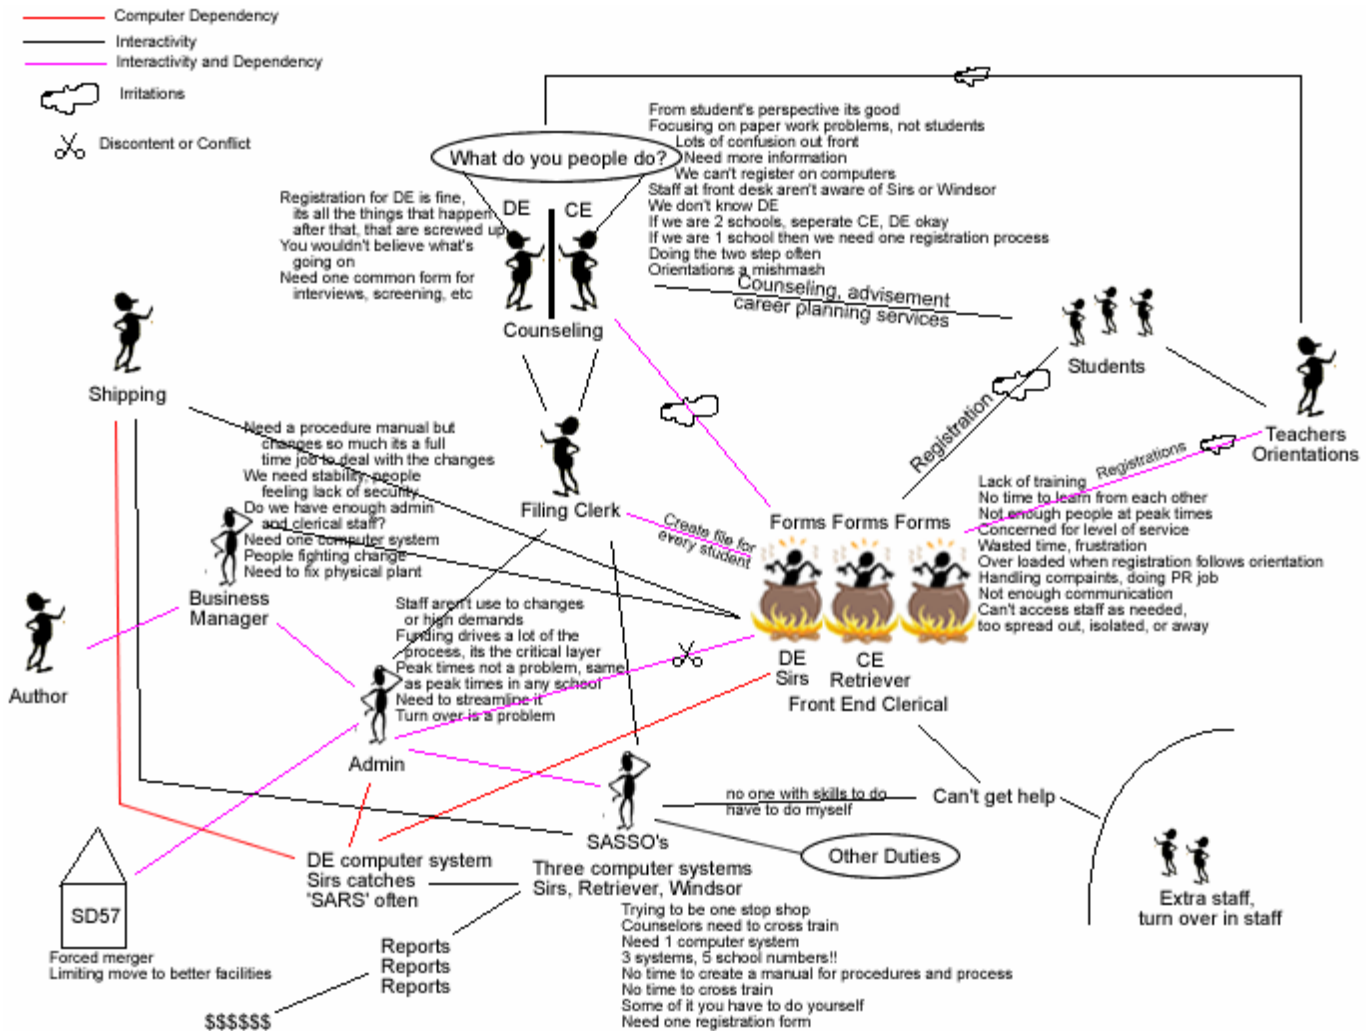 Computer Dependency
Interactivity
Interactivity and Dependency
Irritations
Discontent or Conflict
What do you people do?
DE
CE
Counseling
Registration for DE is fine,
its all the things that happen
after that, that are screwed up
You wouldn't believe what's
going on
Need one common form for
interviews, screening, etc
From student's perspective its good
Focusing on paper work problems, not students
Lots of confusion out front
Need more information
We can't register on computers
Staff at front desk aren't aware of Sirs or Windsor
We don't know DE
If we are 2 schools, seperate CE, DE okay
If we are 1 school then we need one registration process
Doing the two step often
Orientations a mishmash
Counseling, advisement
career planning services
Students
Teachers
Orientations
Registration
Registrations
Shipping
Need a procedure manual but
changes so much its a full
time job to deal with the changes
We need stability, people
feeling lack of security
Do we have enough admin
and clerical staff?
Need one computer system
People fighting change
Need to fix physical plant
Business
Manager
Author
Filing Clerk
Create file for
every student
Forms Forms Forms
DE
Sirs
CE
Retriever
Front End Clerical
Lack of training
No time to learn from each other
Not enough people at peak times
Concerned for level of service
Wasted time, frustration
Over loaded when registration follows orientation
Handling compaints, doing PR job
Not enough communication
Can't access staff as needed,
too spread out, isolated, or away
Staff aren't use to changes
or high demands
Funding drives a lot of the
process, its the critical layer
Peak times not a problem, same
as peak times in any school
Need to streamline it
Turn over is a problem
Admin
SASSO's
no one with skills to do
have to do myself
Can't get help
Other Duties
Extra staff,
turn over in staff
DE computer system
Sirs catches
'SARS' often
Three computer systems
Sirs, Retriever, Windsor
Trying to be one stop shop
Counselors need to cross train
Need 1 computer system
3 systems, 5 school numbers!!
No time to create a manual for procedures and process
No time to cross train
Some of it you have to do yourself
Need one registration form
Reports
Reports
Reports
$$$$$$
SD57
Forced merger
Limiting move to better facilities